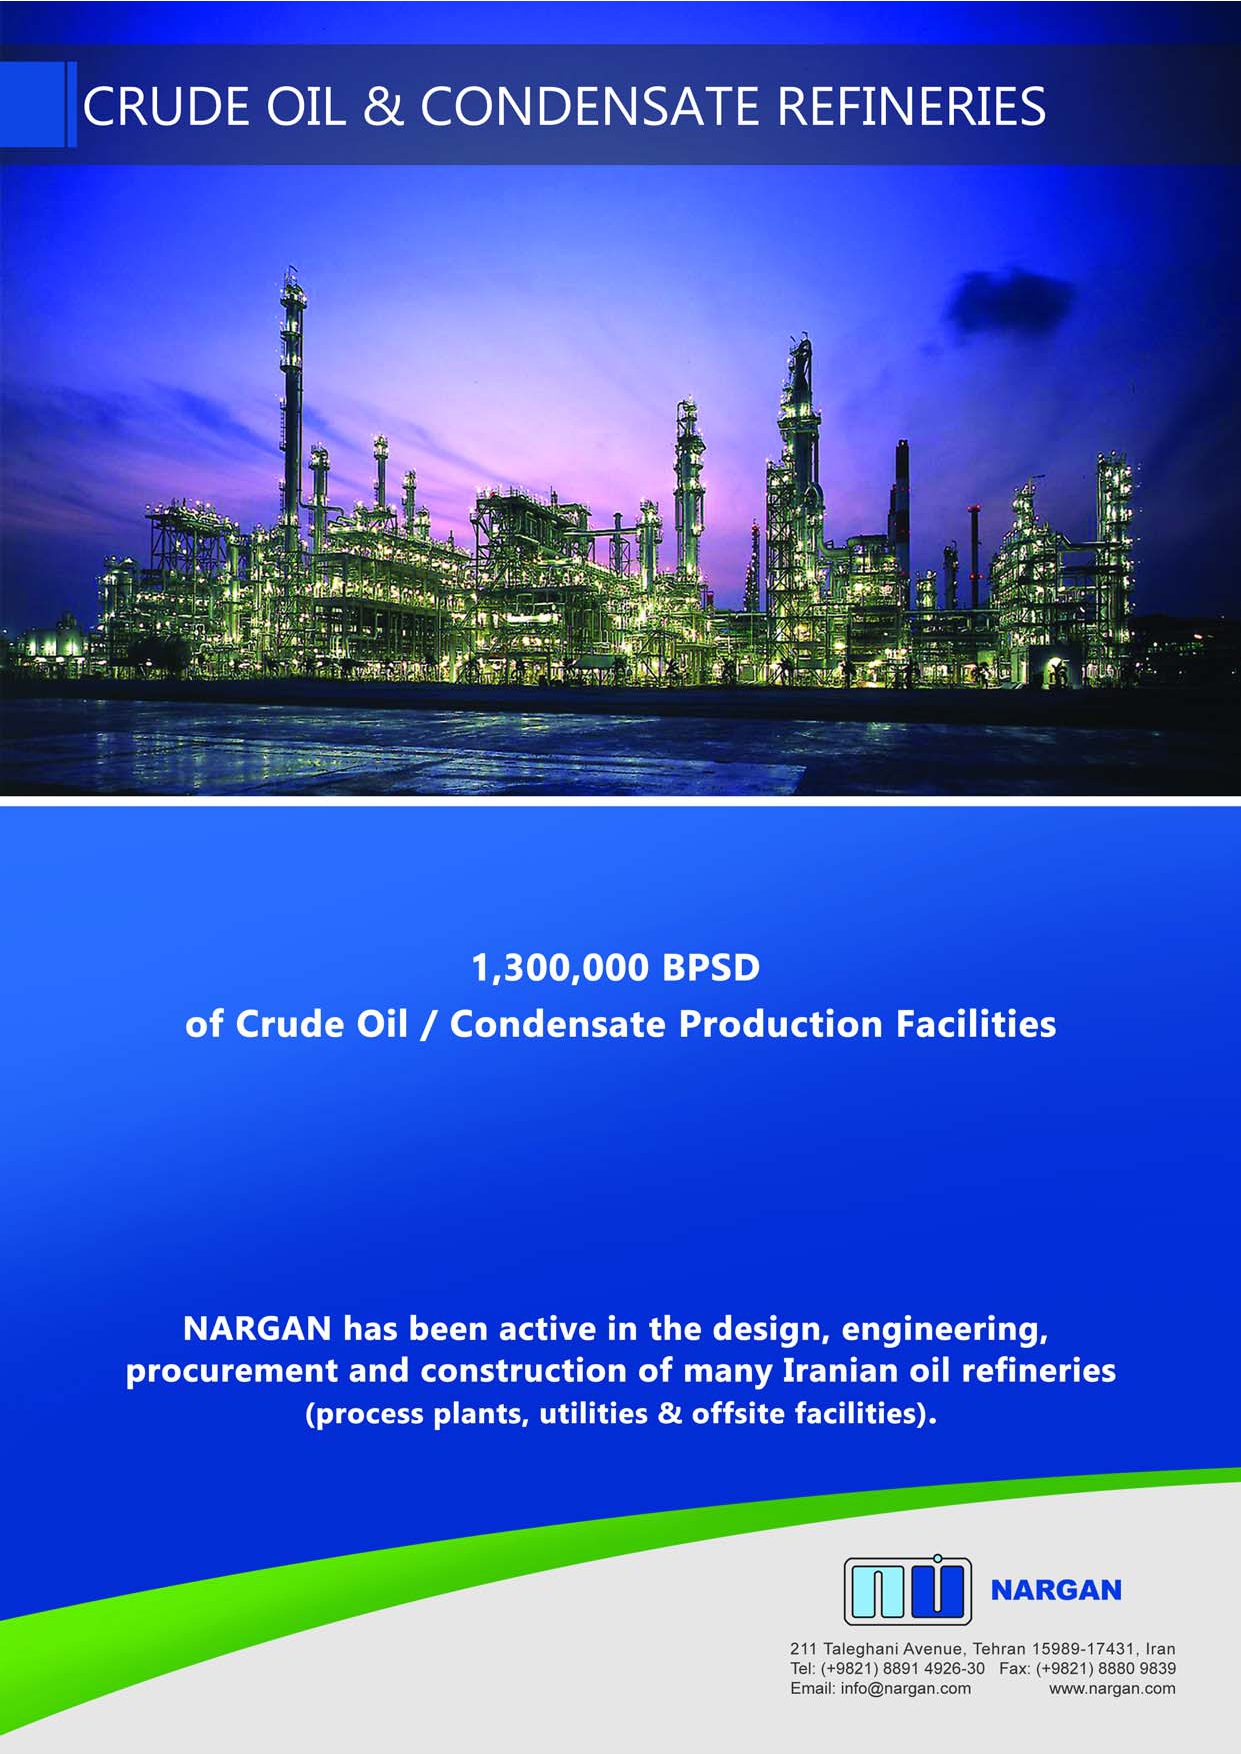 CRUDE OIL & CONDENSATE REFINERIES
1,300,000 BPSD
of Crude Oil / Condensate Production Facilities
NARGAN has been active in the design, engineering,
procurement and construction of many Iranian oil refineries
(process plants, utilities & offsite facilities).
NARGAN
211 Taleghani Avenue, Tehran 15989-17431, Iran
Tel: (+9821) 8891 4926-30 Fax: (+9821) 8880 9839
Email: info@nargan.com www.nargan.com